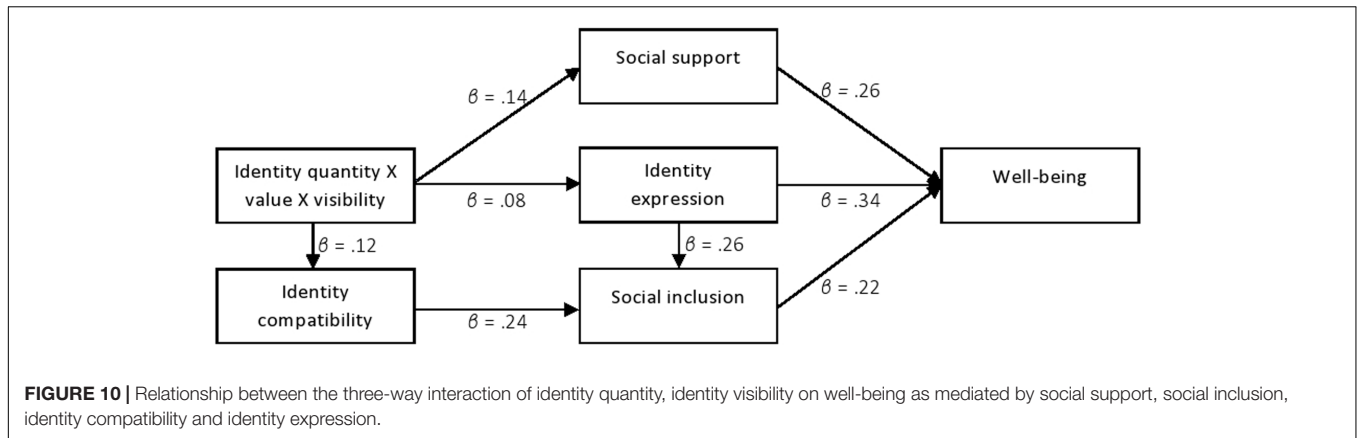 Social support
β = .14
β = .26
Identity quantity X
value X visibility
β = .08
Identity
expression
β = .34
Well-being
β = .12
β = .26
Identity
compatibility
β = .24
Social inclusion
β = .22
FIGURE 10 | Relationship between the three-way interaction of identity quantity, identity visibility on well-being as mediated by social support, social inclusion,
identity compatibility and identity expression.